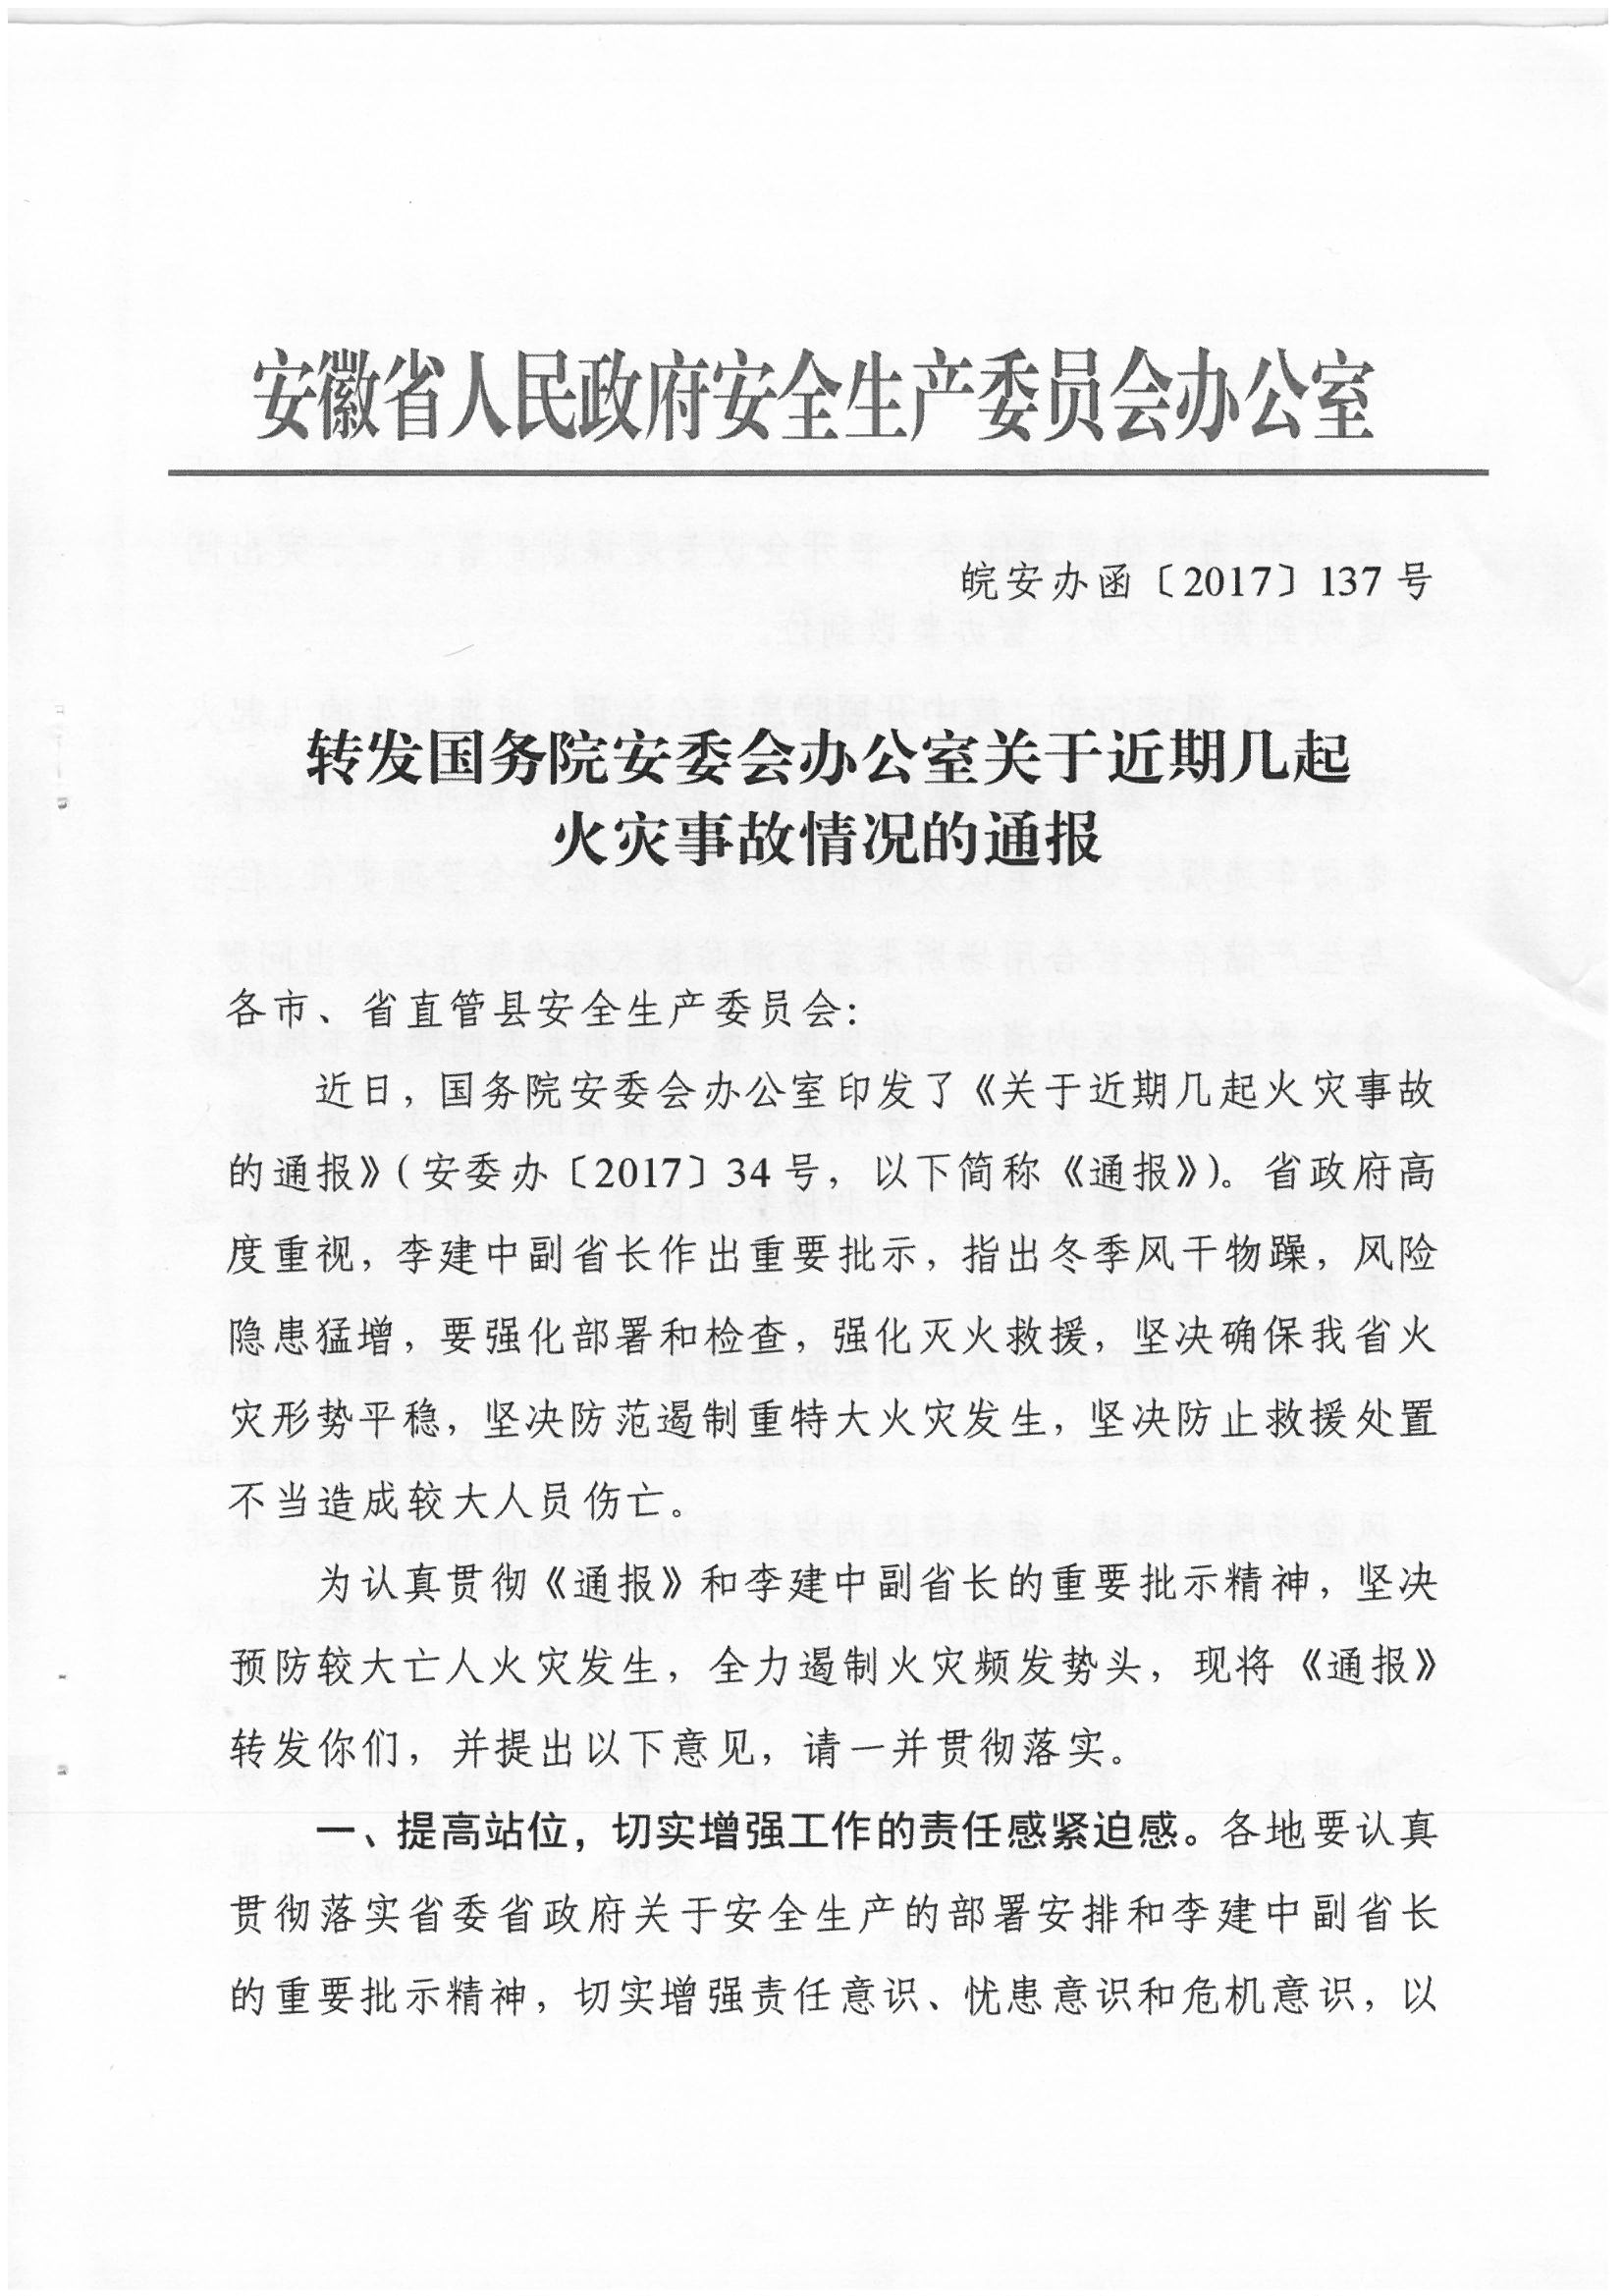 安徽省人民政府安全生产委员会办公室
皖安办函〔2017〕137号
转发国务院安委会办公室关于近期几起
火灾事故情况的通报
各市、省直管县安全生产委员会：
近日，国务院安委会办公室印发了《关于近期几起火灾事故
的通报》（安委办〔2017〕34号，以下简称《通报》）。省政府高
度重视，李建中副省长作出重要批示，指出冬季风干物躁，风险
隐患猛增，要强化部署和检查，强化灭火救援，坚决确保我省火
灾形势平稳，坚决防范遏制重特大火灾发生，坚决防止救援处置
不当造成较大人员伤亡。
为认真贯彻《通报》和李建中副省长的重要批示精神，坚决
预防较大亡人火灾发生，全力遏制火灾频发势头，现将《通报》
转发你们，并提出以下意见，请一并贯彻落实。
一、提高站位，切实增强工作的责任感紧迫感。各地要认真
贯彻落实省委省政府关于安全生产的部署安排和李建中副省长
的重要批示精神，切实增强责任意识、忧患意识和危机意识，以